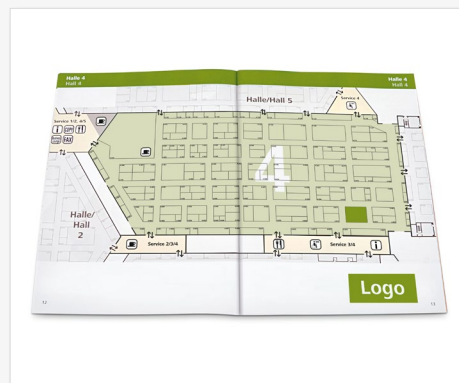 Halle 4
Hall 4
Halle 4
Hall 4
Halle/Hall 5
Service 4
Service 1/2, 4/5
4
Halle/
Hall
2
Service 2/3/4
Service 3/4
Logo
12
13